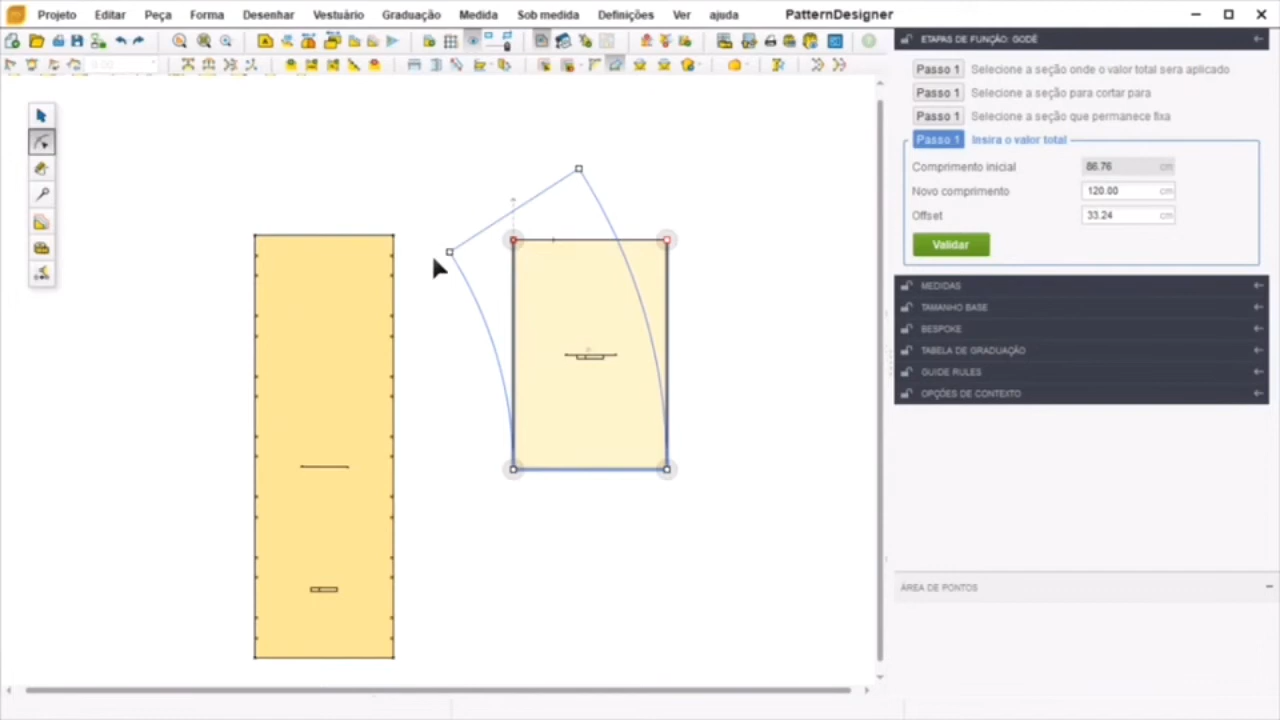 Projeto Editar Peça Forma Desenhar Vestuário Graduação Medida Sob medida Definições Ver ajuda PatternDesigner
0.00
ETAPAS DE FUNÇÃO: GODÊ
Passo 1 Selecione a seção onde o valor total sera aplicado
Passo 1 Selecione a seção para cortar para
Passo 1 Selecione a seção que permanece fixa
Passo 1 Insira o valor total
Comprimento inicial 86.76 cm
Novo comprimento 120.00 cm
Offset 33.24 cm
Validar
MEDIDAS
TAMANHO BASE
BESPOKE
TABELA DE GRADUAÇÃO
GUIDE RULES
OPÇÕES DE CONTEXTO
ÁREA DE PONTOS